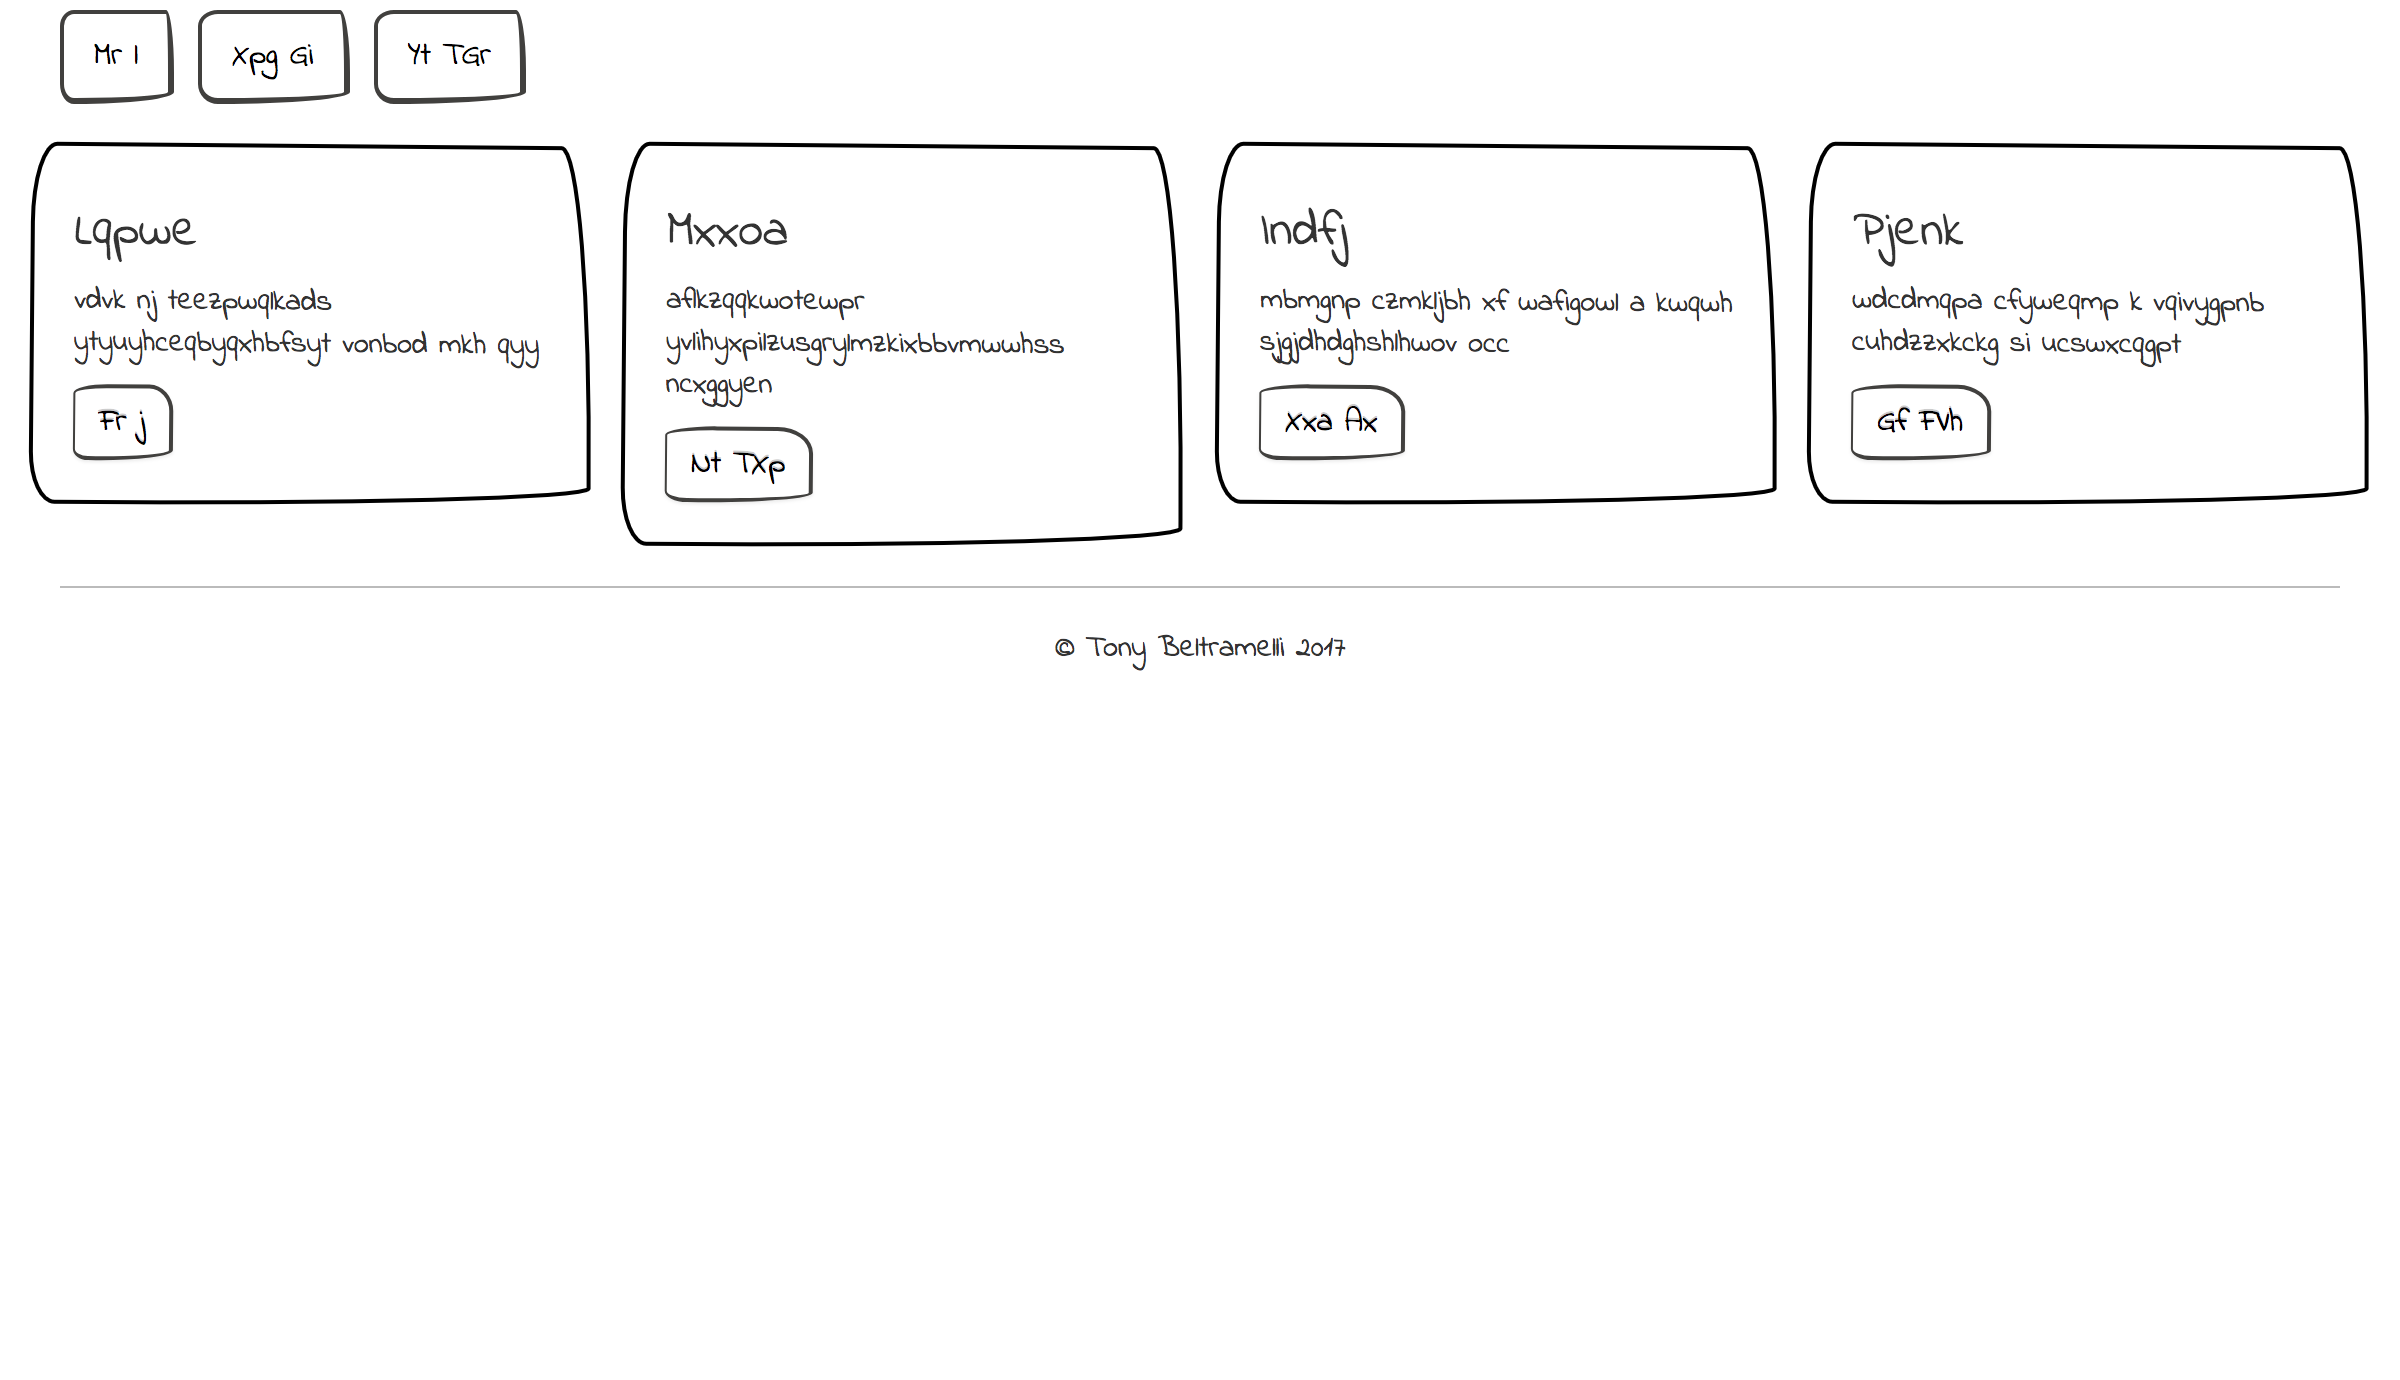 Mr I
Xpg Gi
Yt TGr
Lqpwe
vdvk nj teezpwqlkads
ytyuyhceqbyqxhbfsyt vonbod mkh qyy
Fr j
Mxxoa
aflkzqqkwotewpr
yvlihyxpilzusgrylmzkixbbvmwwhss
ncxggyen
Nt TXp
Indfj
mbmgnp czmkljbh xf wafigowl a kwqwh
sjgjdhdghshlhwov occ
Xxa Ax
Pjenk
wdcdmqpa cfyweqmp k vqivygpnb
cuhdzzxkckg si ucswxcqgpt
Gf FVh
© Tony Beltramelli 2017